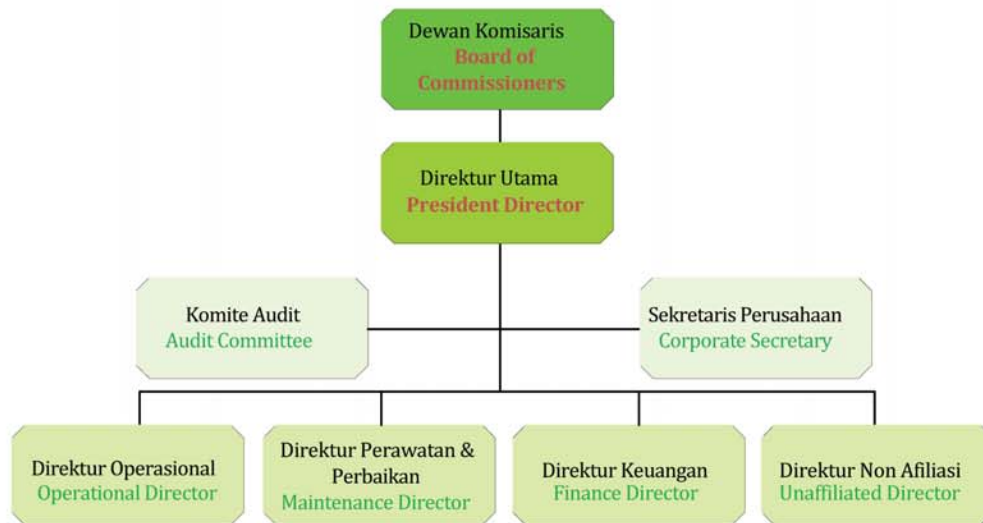 Dewan Komisaris
Board of
Commissioners
Direktur Utama
President Director
Komite Audit
Audit Committee
Sekretaris Perusahaan
Corporate Secretary
Direktur Operasional
Operational Director
Direktur Perawatan &
Perbaikan
Maintenance Director
Direktur Keuangan
Finance Director
Direktur Non Afiliasi
Unaffiliated Director